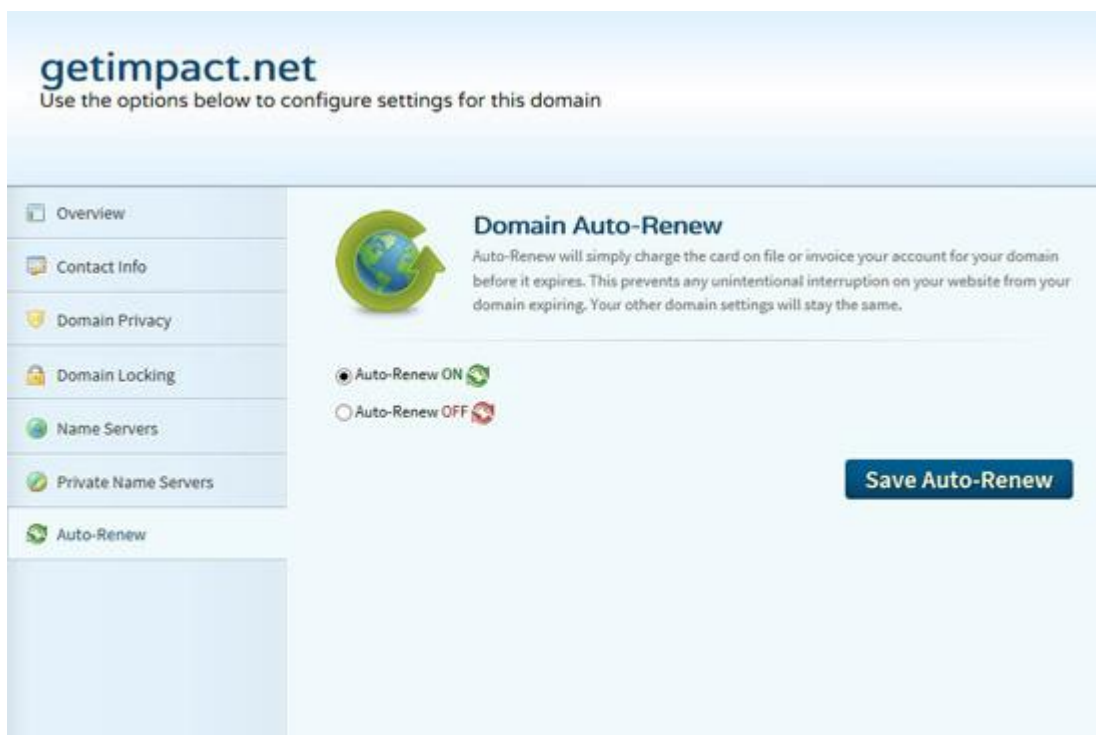 getimpact.net
Use the options below to configure settings for this domain
Overview
Contact Info
Domain Privacy
Domain Locking
Name Servers
Private Name Servers
Auto-Renew
Domain Auto-Renew
Auto-Renew will simply charge the card on file or invoice your account for your domain
before it expires. This prevents any unintentional interruption on your website from your
domain expiring. Your other domain settings will stay the same.
Auto-Renew ON
Auto-Renew OFF
Save Auto-Renew